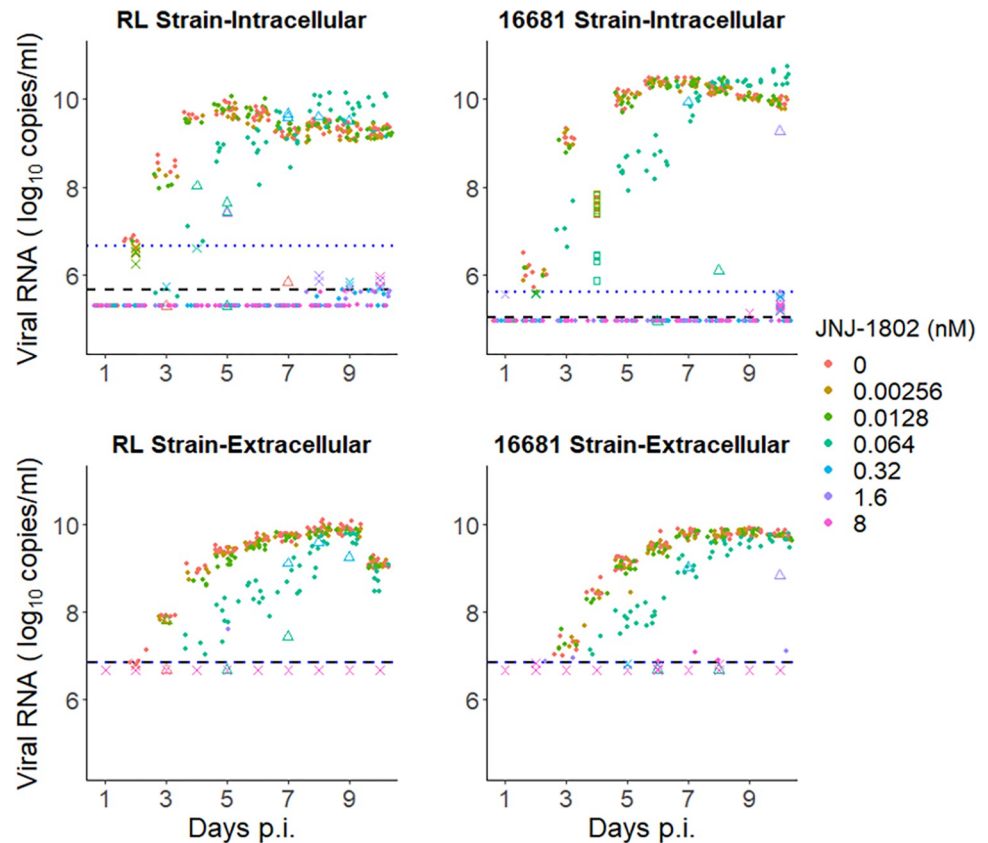 RL Strain-Intracellular
16681 Strain-Intracellular
Viral RNA ( log10 copies/ml)
10
8
6
1 3 5 7 9
10
8
6
1 3 5 7 9
JNJ-1802 (nM)
0
0.00256
0.0128
0.064
0.32
1.6
8
RL Strain-Extracellular
16681 Strain-Extracellular
Viral RNA ( log10 copies/ml)
10
8
6
1 3 5 7 9
Days p.i.
10
8
6
1 3 5 7 9
Days p.i.